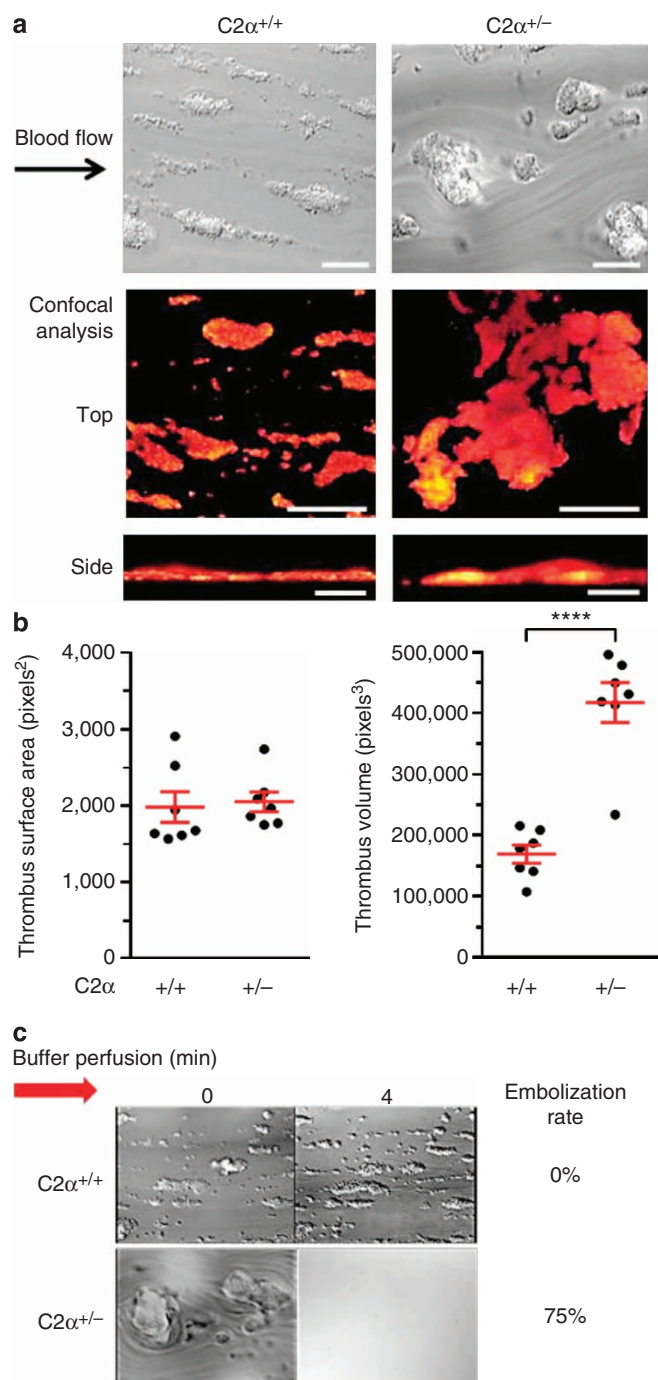 a
C2α+/+ C2α+/–
Blood flow
Confocal
analysis
Top
Side
b
****
4,000
3,000
2,000
1,000
0
Thrombus surface area (pixels2)
C2α +/+ +/–
500,000
400,000
300,000
200,000
100,000
0
Thrombus volume (pixels3)
+/+ +/–
c
Buffer perfusion (min)
0 4 Embolization
rate
C2α+/+ 0%
C2α+/– 75%